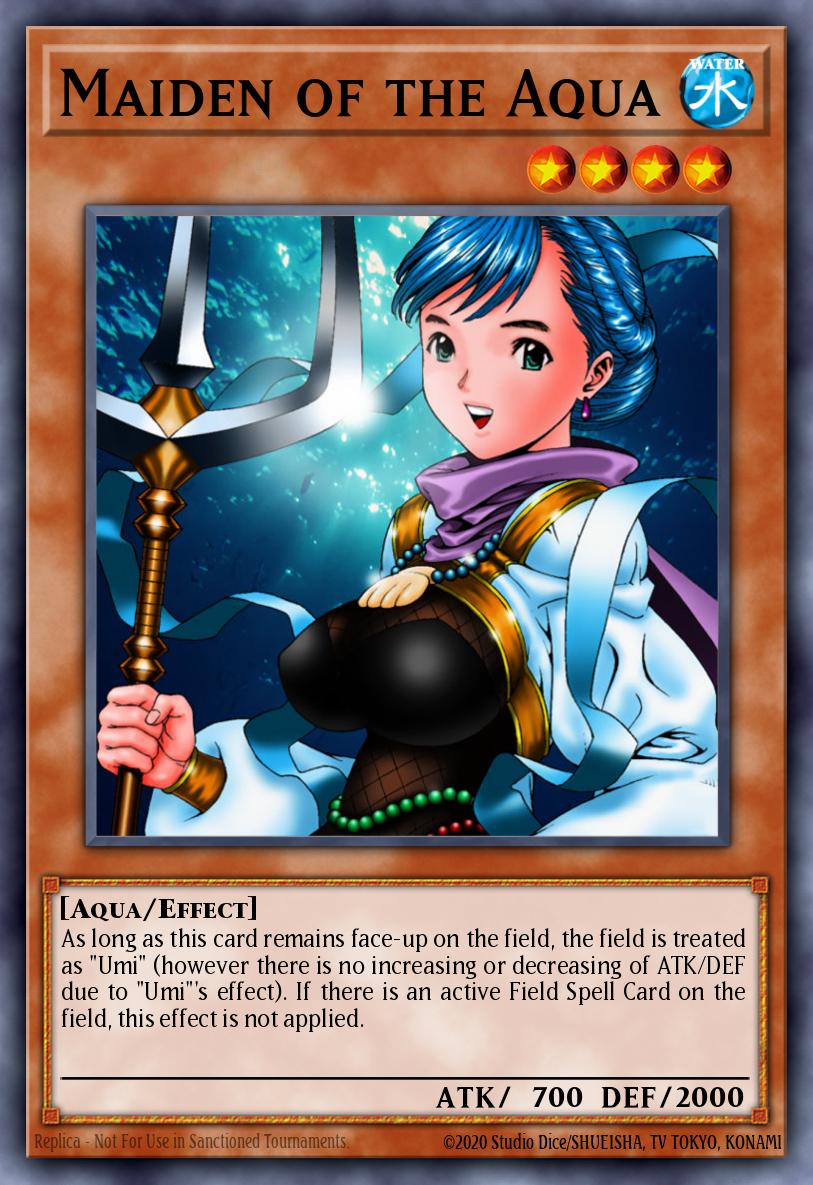 Maiden of the Aqua
WATER
水
[Aqua/Effect]
As long as this card remains face-up on the field, the field is treated
as "Umi" (however there is no increasing or decreasing of ATK/DEF
due to "Umi"'s effect). If there is an active Field Spell Card on the
field, this effect is not applied.
ATK/ 700 DEF/2000
Replica - Not For Use in Sanctioned Tournaments.
©2020 Studio Dice/SHUEISHA, TV TOKYO, KONAMI